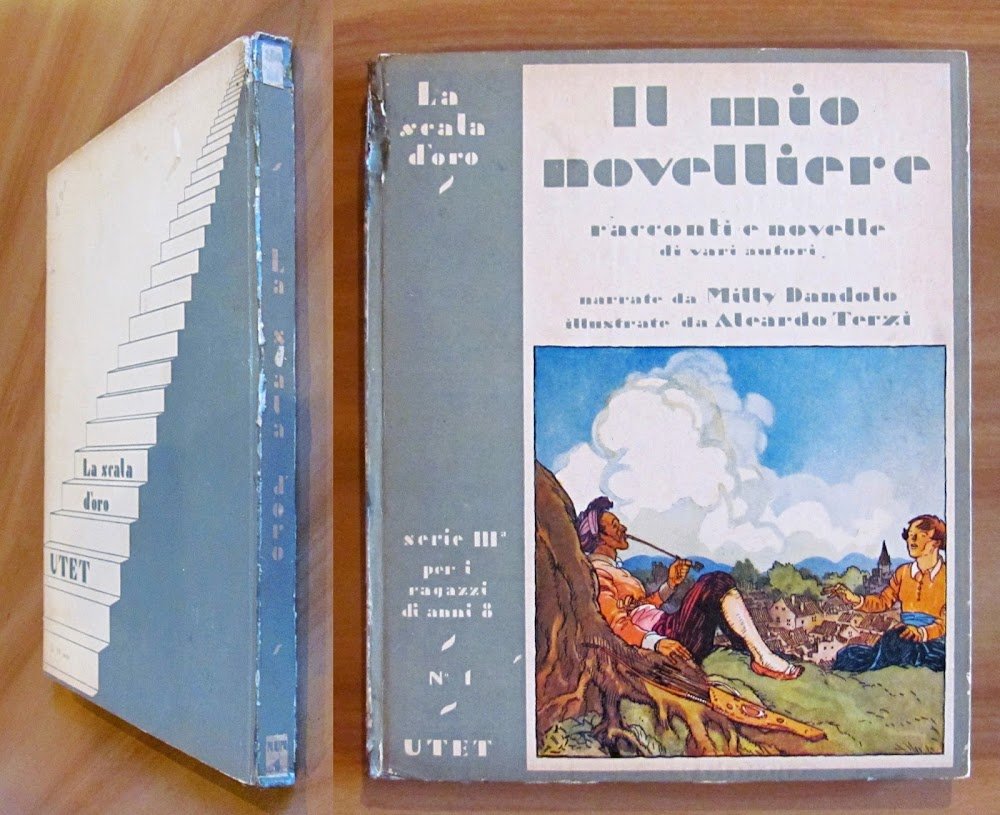 La scala
d'oro
UTET
La scala d'oro
La
scala
d'oro
serie IIIª
per i
ragazzi
di anni 8
Nº 1
UTET
Il mio
novelliere
racconti e novelle
di vari autori
narrate da Milly Dandolo
illustrate da Aleardo Terzi